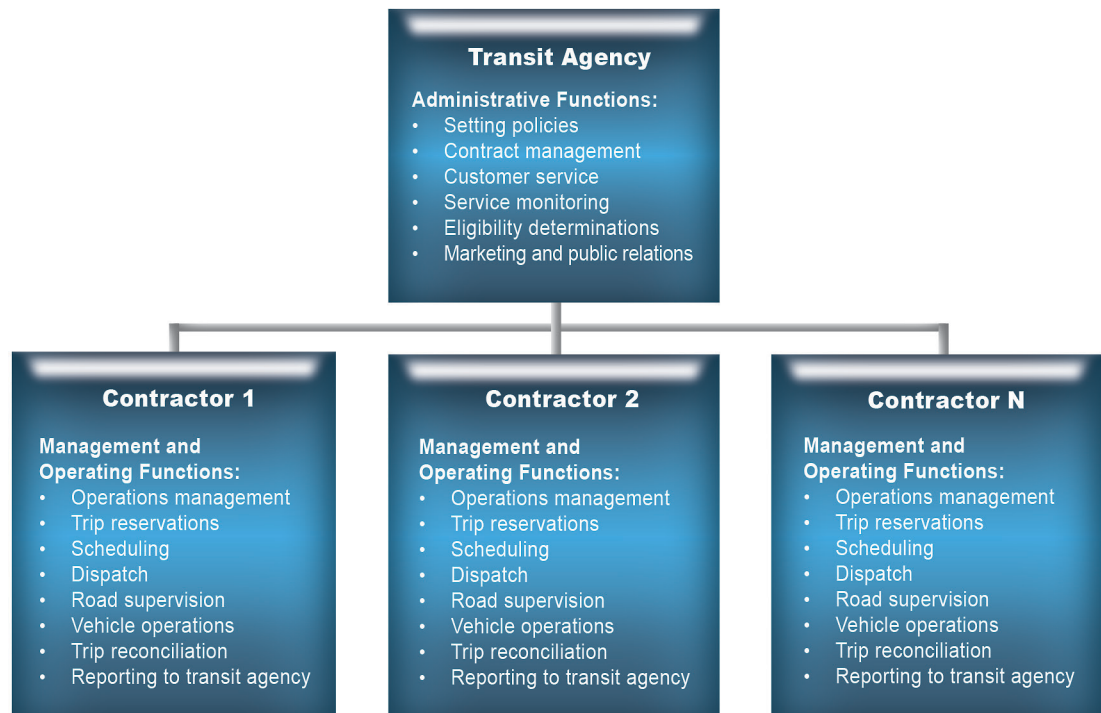 Transit Agency
Administrative Functions:
• Setting policies
• Contract management
• Customer service
• Service monitoring
• Eligibility determinations
• Marketing and public relations
Contractor 1
Management and
Operating Functions:
• Operations management
• Trip reservations
• Scheduling
• Dispatch
• Road supervision
• Vehicle operations
• Trip reconciliation
• Reporting to transit agency
Contractor 2
Management and
Operating Functions:
• Operations management
• Trip reservations
• Scheduling
• Dispatch
• Road supervision
• Vehicle operations
• Trip reconciliation
• Reporting to transit agency
Contractor N
Management and
Operating Functions:
• Operations management
• Trip reservations
• Scheduling
• Dispatch
• Road supervision
• Vehicle operations
• Trip reconciliation
• Reporting to transit agency